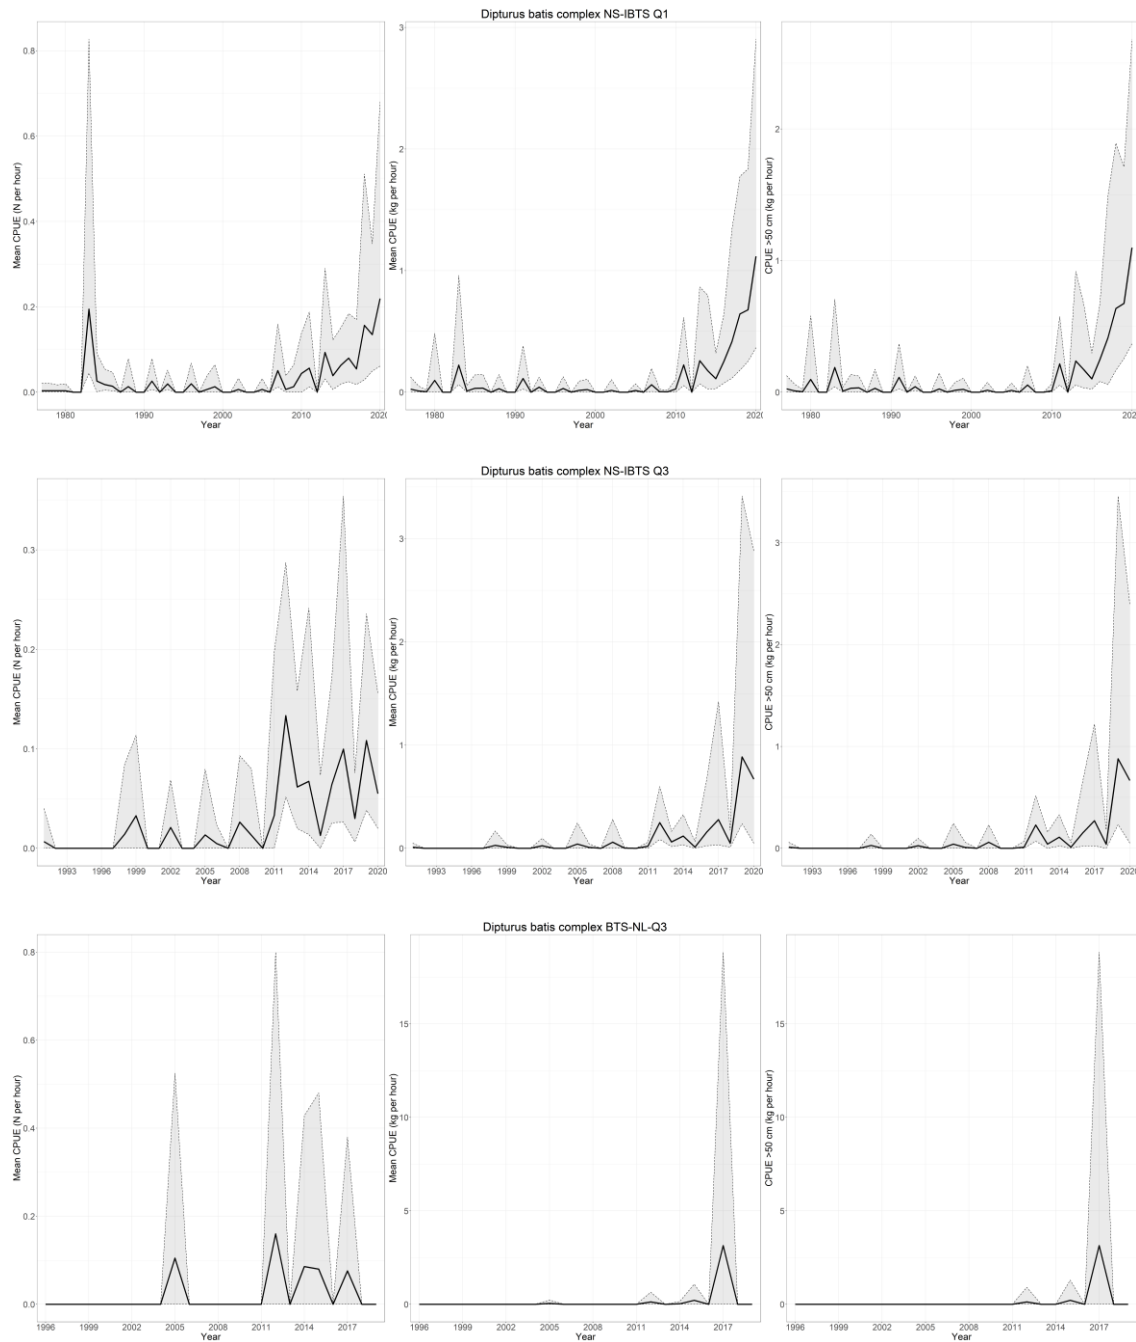 Dipturus batis complex NS-IBTS Q1
Mean CPUE (N per hour)
0.8
0.6
0.4
0.2
0.0
1980 1990 2000 2010 2020
Year
Mean CPUE (kg per hour)
3
2
1
0
1980 1990 2000 2010 2020
Year
CPUE >50 cm (kg per hour)
2
1
0
1980 1990 2000 2010 2020
Year
Dipturus batis complex NS-IBTS Q3
Mean CPUE (N per hour)
0.3
0.2
0.1
0.0
1993 1996 1999 2002 2005 2008 2011 2014 2017 2020
Year
Mean CPUE (kg per hour)
3
2
1
0
1993 1996 1999 2002 2005 2008 2011 2014 2017 2020
Year
CPUE >50 cm (kg per hour)
3
2
1
0
1993 1996 1999 2002 2005 2008 2011 2014 2017 2020
Year
Dipturus batis complex BTS-NL-Q3
Mean CPUE (N per hour)
0.8
0.6
0.4
0.2
0.0
1996 1999 2002 2005 2008 2011 2014 2017
Year
Mean CPUE (kg per hour)
15
10
5
0
1996 1999 2002 2005 2008 2011 2014 2017
Year
CPUE >50 cm (kg per hour)
15
10
5
0
1996 1999 2002 2005 2008 2011 2014 2017
Year